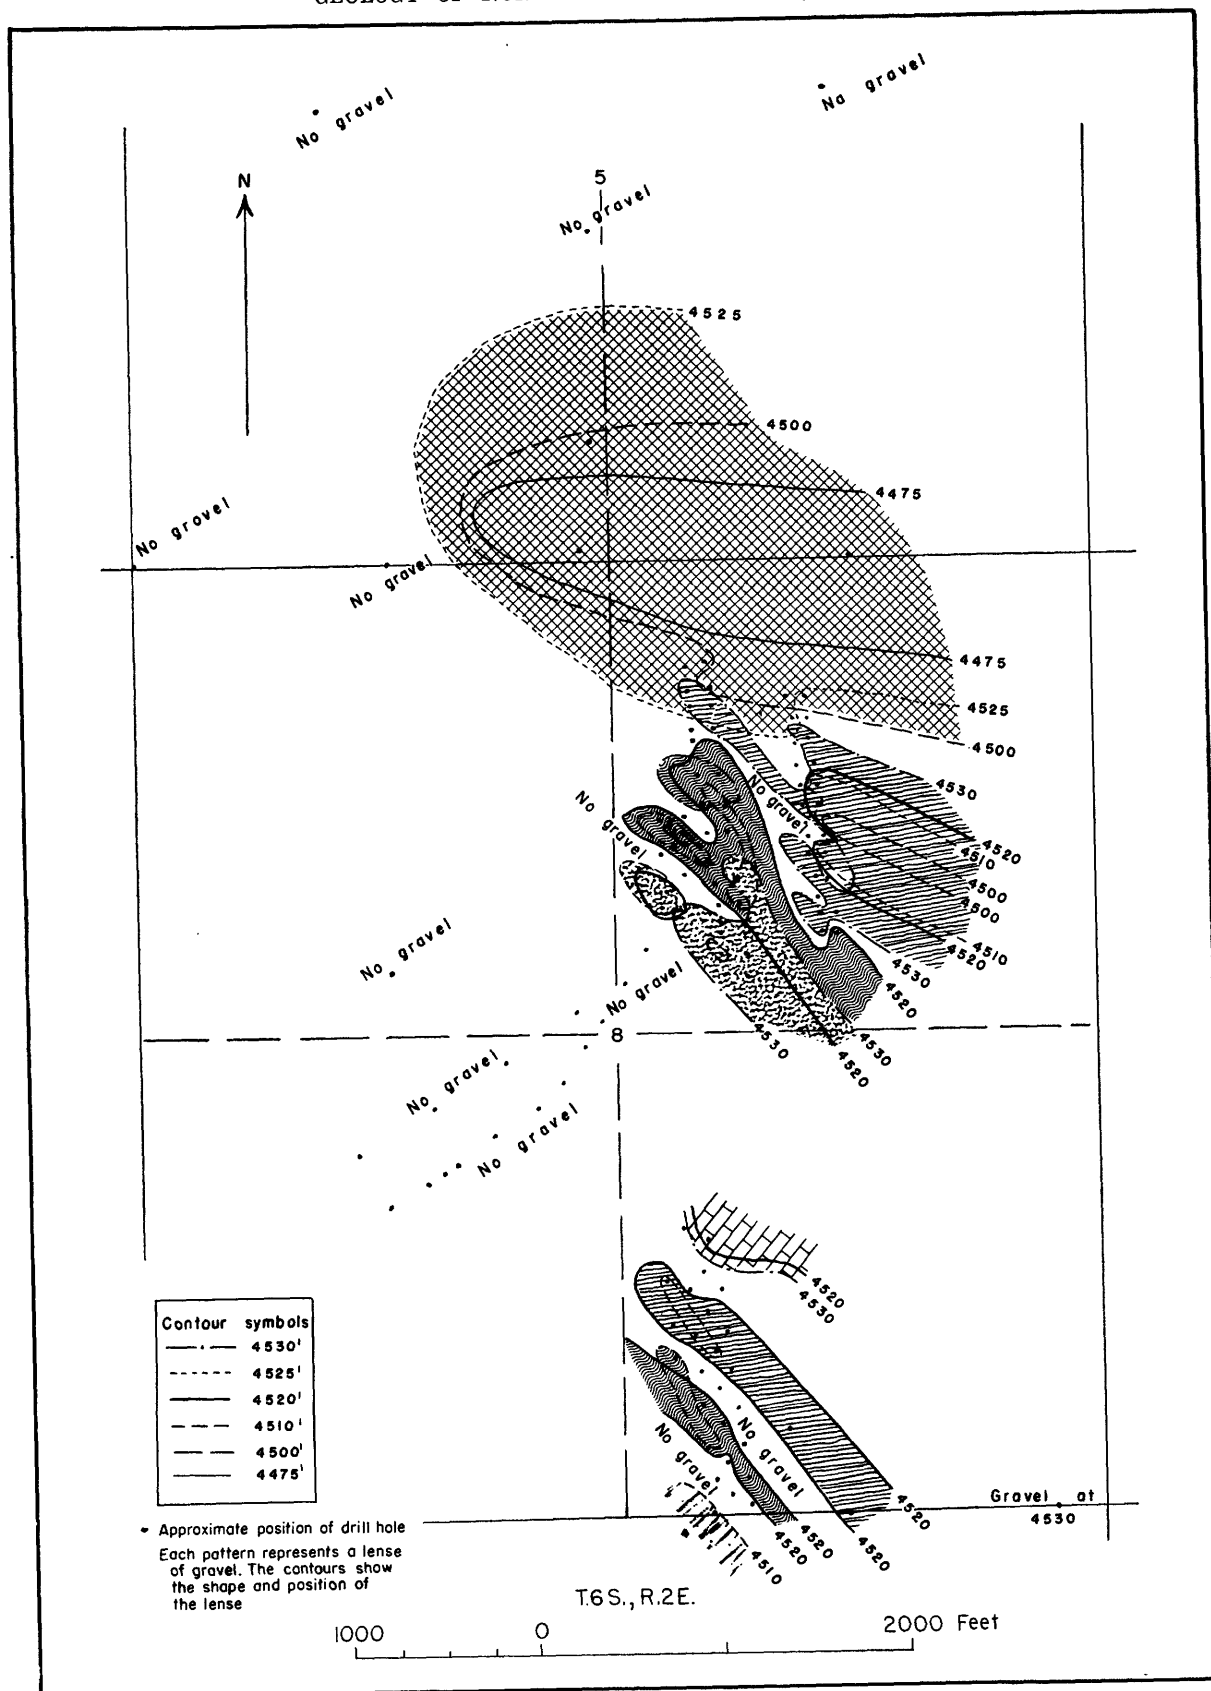 No gravel
Na gravel
N
5
No gravel
4525
4500
4475
No grovel
No gravel
4475
4525
4500
4530
No gravel
No gravel
4520
4510
4500
4500
4510
4520
4530
4520
No gravel
No gravel
8
4530
4530
4520
No gravel
No gravel
4520
4530
Contour symbols
4530'
4525'
4520'
4510'
4500'
4475'
No gravel
No gravel
Gravel at
4530
4520
4520
4520
4520
4510
• Approximate position of drill hole
Each pattern represents a lense
of gravel. The contours show
the shape and position of
the lense
T.6S., R.2E.
1000 0 2000 Feet